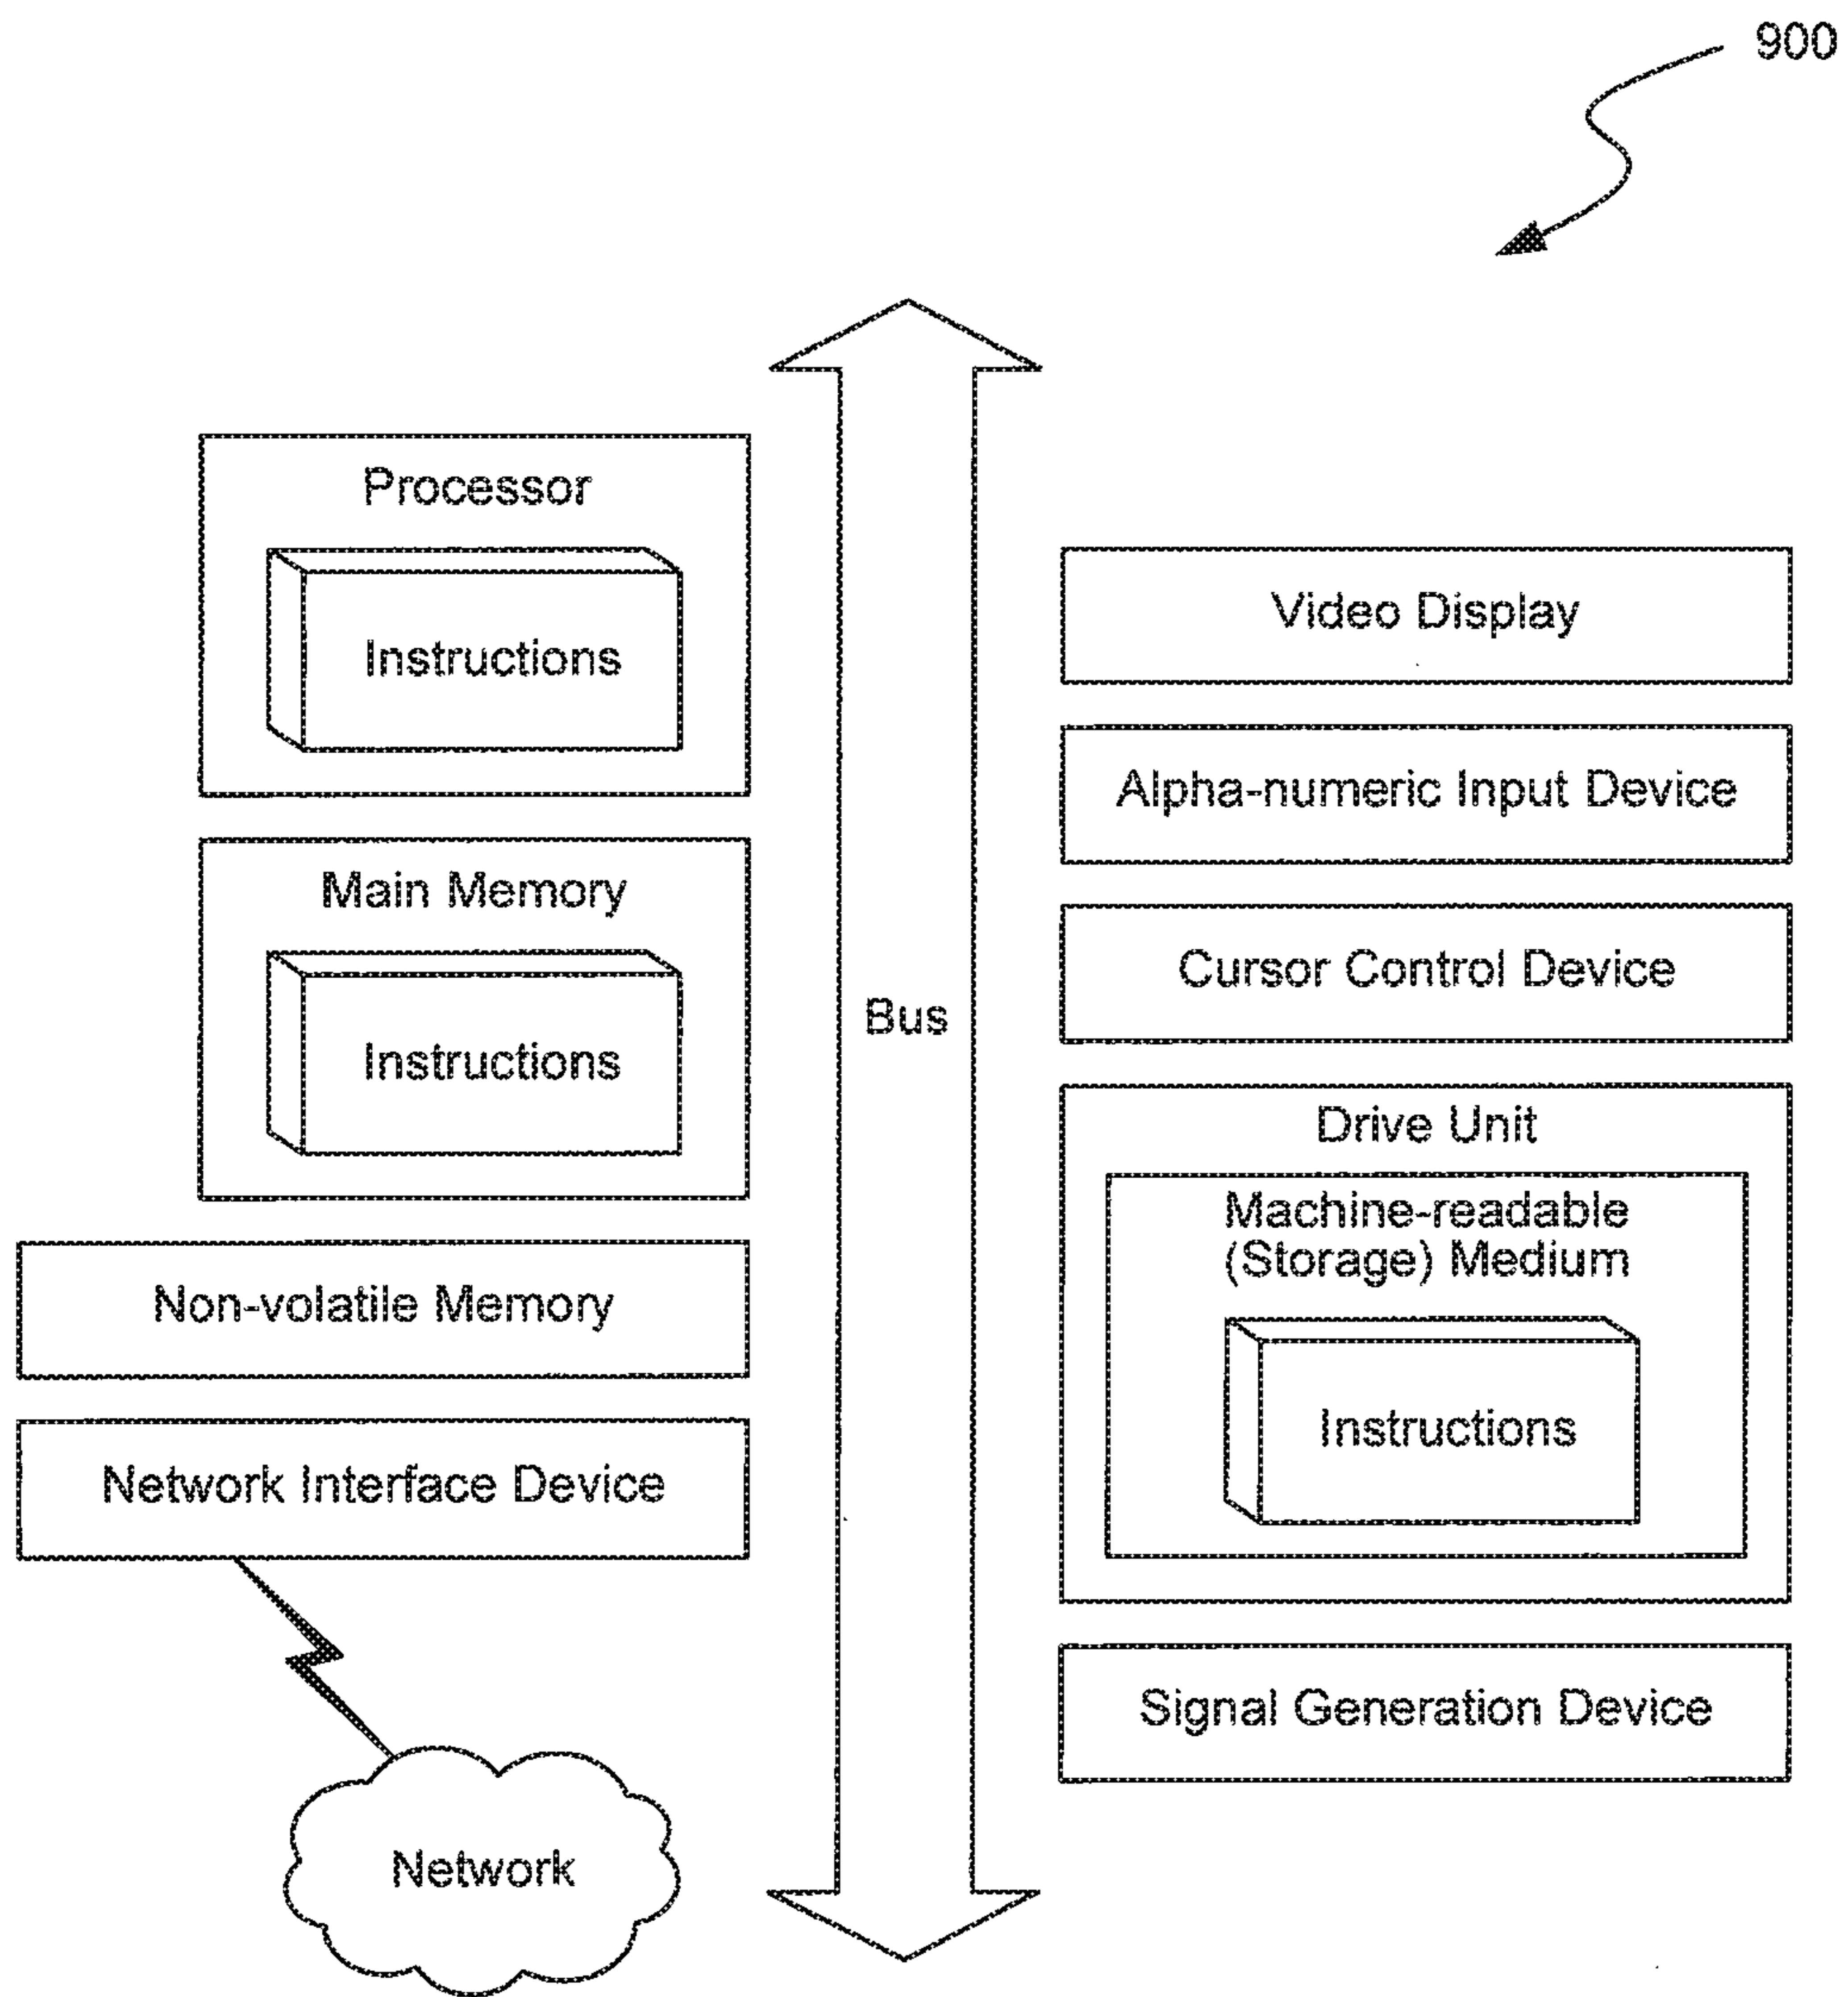 900
Processor
Instructions
Main Memory
Instructions
Non-volatile Memory
Network Interface Device
Network
Bus
Video Display
Alpha-numeric Input Device
Cursor Control Device
Drive Unit
Machine-readable
(Storage) Medium
Instructions
Signal Generation Device